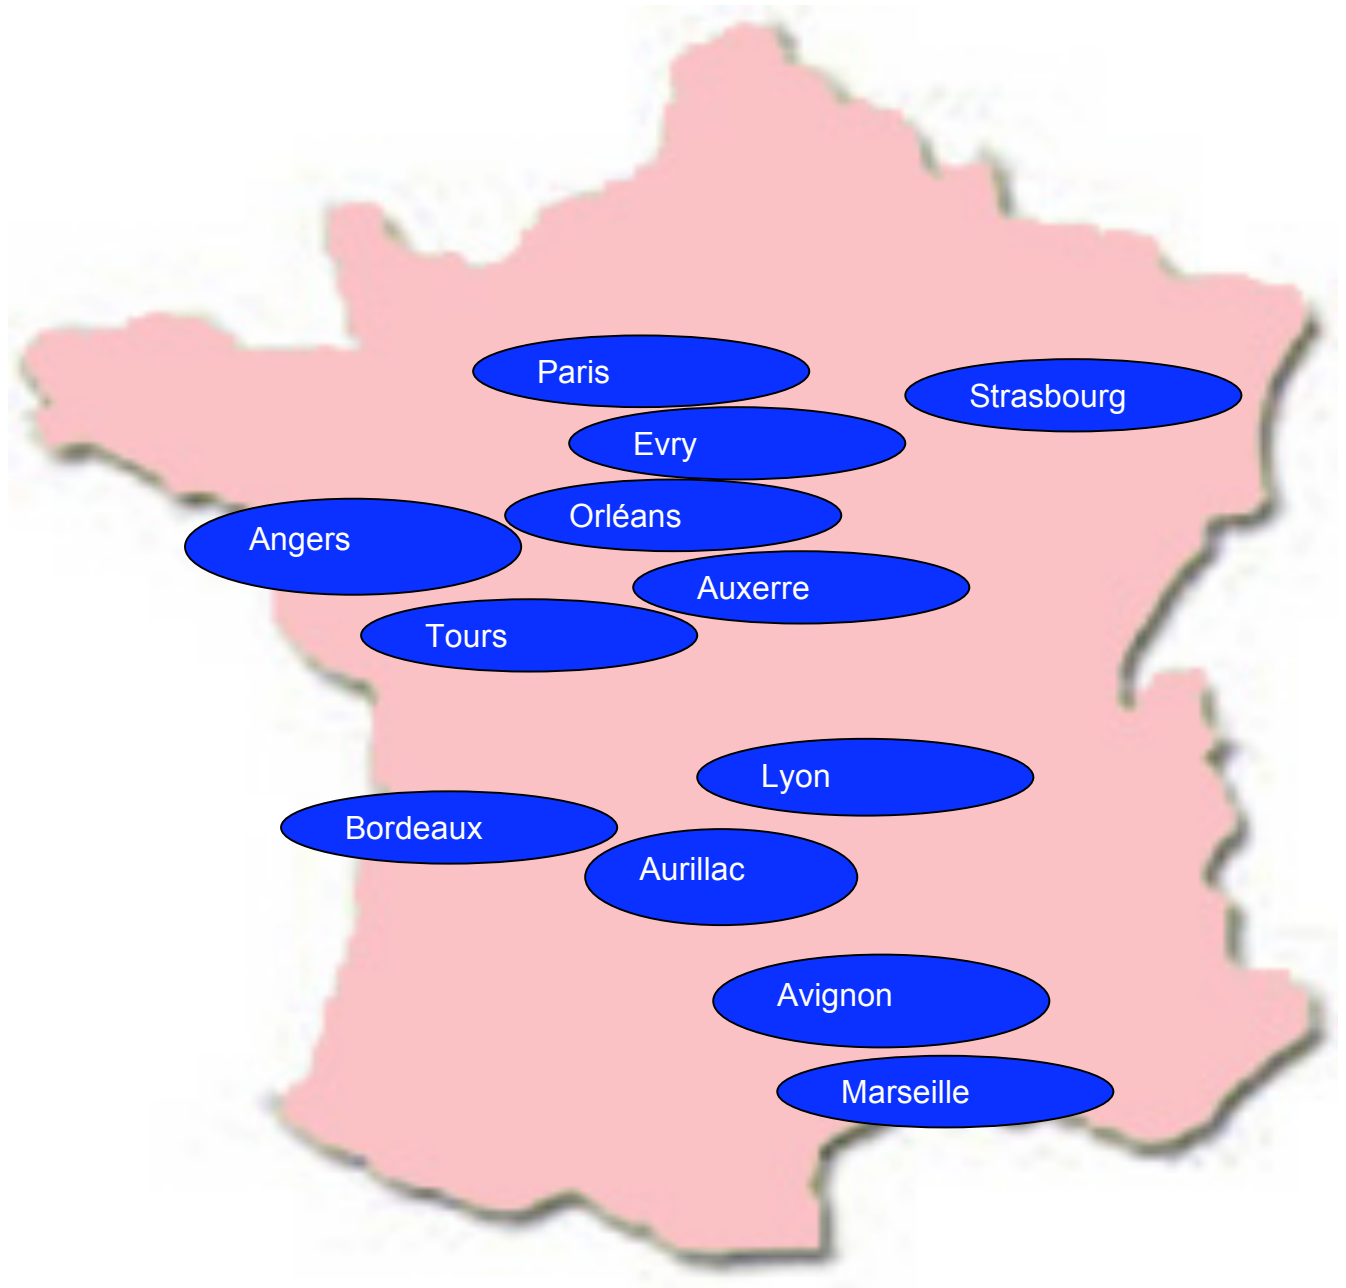 Paris
Strasbourg
Evry
Orléans
Angers
Auxerre
Tours
Lyon
Bordeaux
Aurillac
Avignon
Marseille